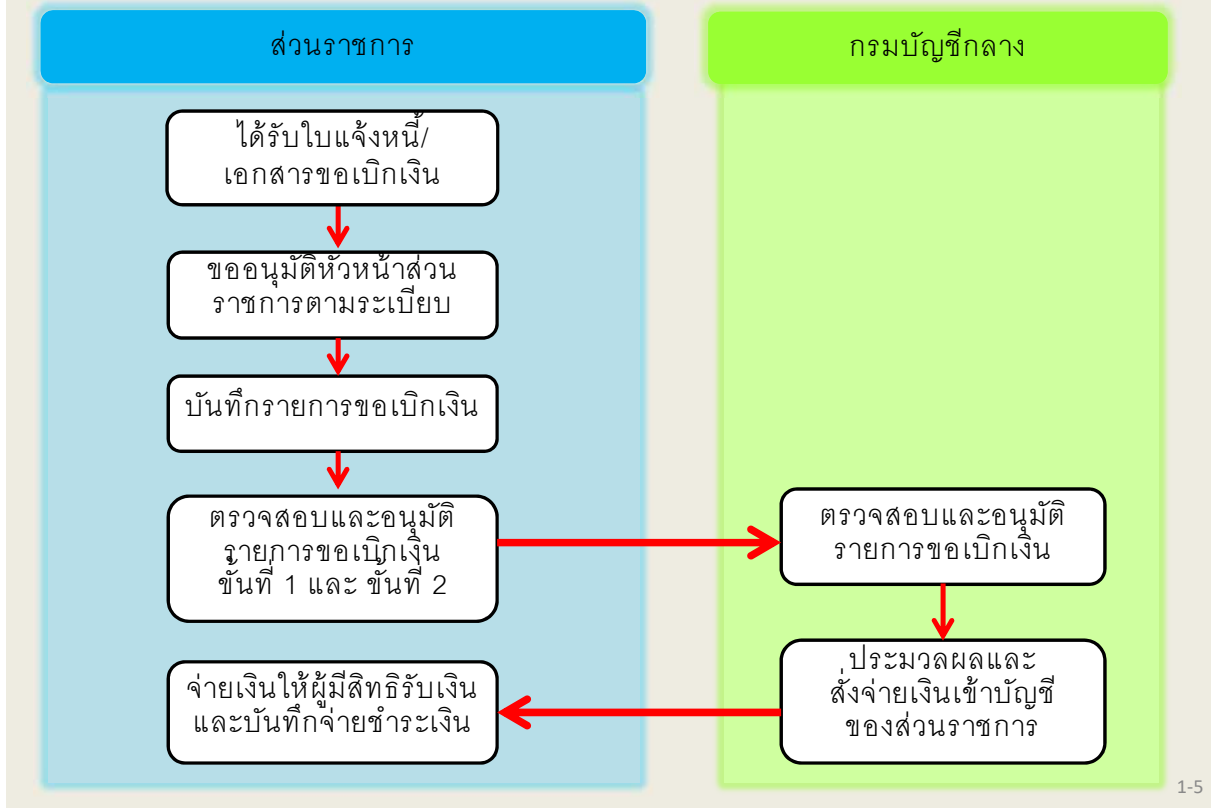 ส่วนราชการ
กรมบัญชีกลาง
ได้รับใบแจ้งหนี้/
เอกสารขอเบิกเงิน
ขออนุมัติหัวหน้าส่วน
ราชการตามระเบียบ
บันทึกรายการขอเบิกเงิน
ตรวจสอบและอนุมัติ
รายการขอเบิกเงิน
ขั้นที่ 1 และ ขั้นที่ 2
ตรวจสอบและอนุมัติ
รายการขอเบิกเงิน
ประมวลผลและ
สั่งจ่ายเงินเข้าบัญชี
ของส่วนราชการ
จ่ายเงินให้ผู้มีสิทธิรับเงิน
และบันทึกจ่ายชำระเงิน
1-5